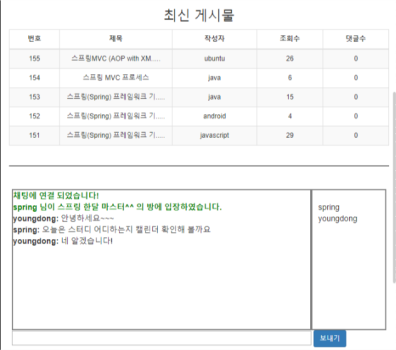 최신 게시물
번호 제목 작성자 조회수 댓글수
155 스프링MVC (AOP with XM.... ubuntu 26 0
154 스프링 MVC 프로세스 java 6 0
153 스프링(Spring) 프레임워크 기.... java 15 0
152 스프링(Spring) 프레임워크 기.... android 4 0
151 스프링(Spring) 프레임워크 기.... javascript 29 0
채팅에 연결 되었습니다!
spring 님이 스프링 한달 마스터^^ 의 방에 입장하였습니다.
youngdong: 안녕하세요~~~
spring: 오늘은 스터디 어디하는지 캘린더 확인해 볼까요
youngdong: 네 알겠습니다!
spring
youngdong
보내기